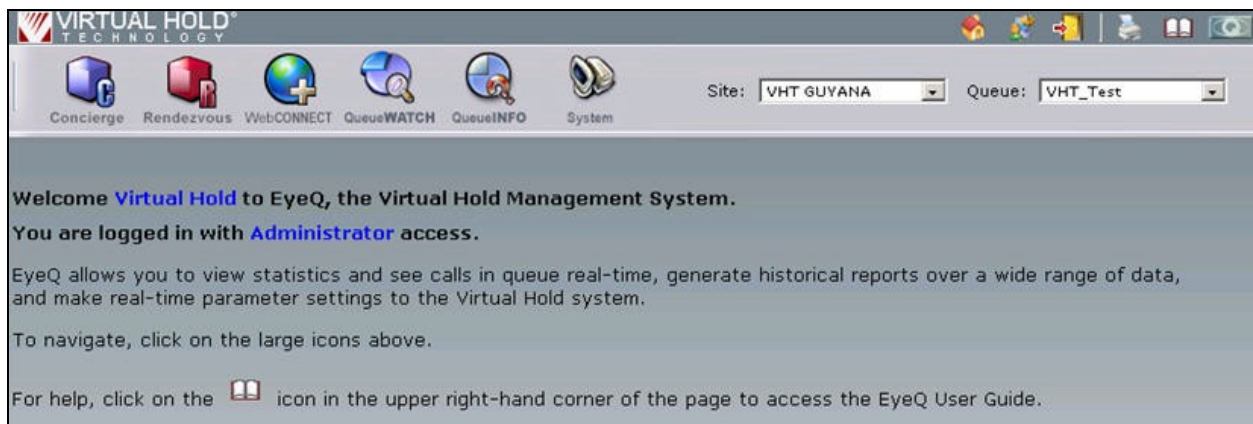 VIRTUAL HOLD®
TECHNOLOGY
Concierge Rendezvous WebCONNECT QueueWATCH QueueINFO System
Site: VHT GUYANA Queue: VHT_Test
Welcome Virtual Hold to EyeQ, the Virtual Hold Management System.
You are logged in with Administrator access.
EyeQ allows you to view statistics and see calls in queue real-time, generate historical reports over a wide range of data,
and make real-time parameter settings to the Virtual Hold system.
To navigate, click on the large icons above.
For help, click on the icon in the upper right-hand corner of the page to access the EyeQ User Guide.